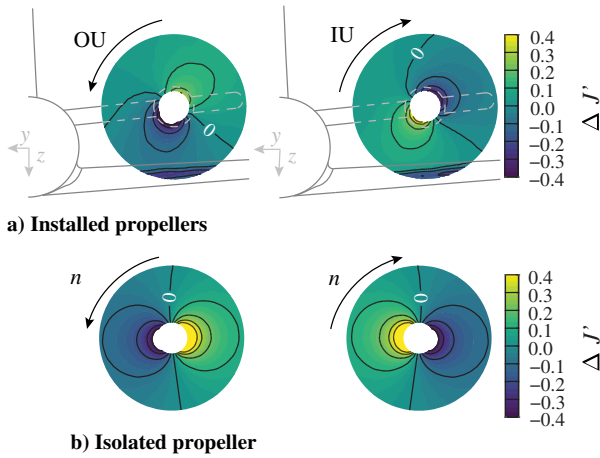 OU
IU
0
0
y
z
y
z
0.4
0.3
0.2
0.1
0.0
−0.1
−0.2
−0.3
−0.4
Δ J’
a) Installed propellers
n
0
n
0
0.4
0.3
0.2
0.1
0.0
−0.1
−0.2
−0.3
−0.4
Δ J’
b) Isolated propeller